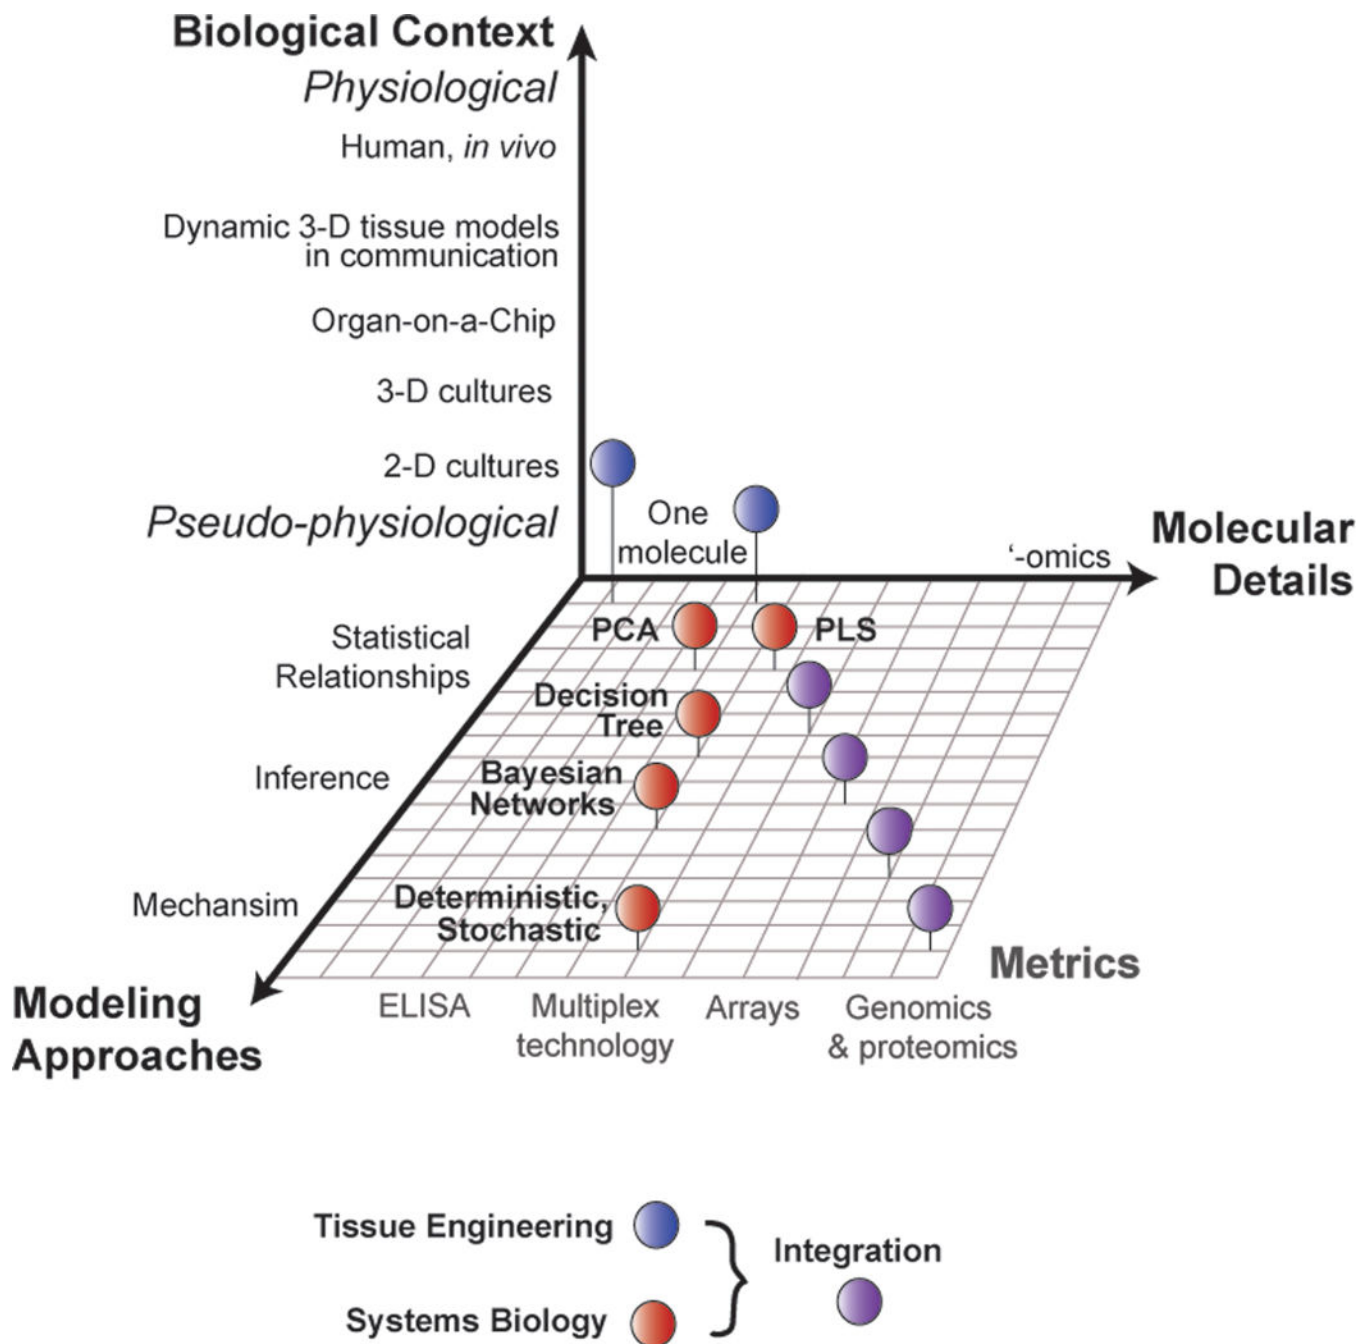 Biological Context
Physiological
Human, in vivo
Dynamic 3-D tissue models
in communication
Organ-on-a-Chip
3-D cultures
2-D cultures
Pseudo-physiological
One
molecule
‘-omics
Molecular
Details
Statistical
Relationships
PCA
PLS
Decision
Tree
Inference
Bayesian
Networks
Mechansim
Deterministic,
Stochastic
Metrics
Modeling
Approaches
ELISA
Multiplex
technology
Arrays
Genomics
& proteomics
Tissue Engineering
Integration
Systems Biology